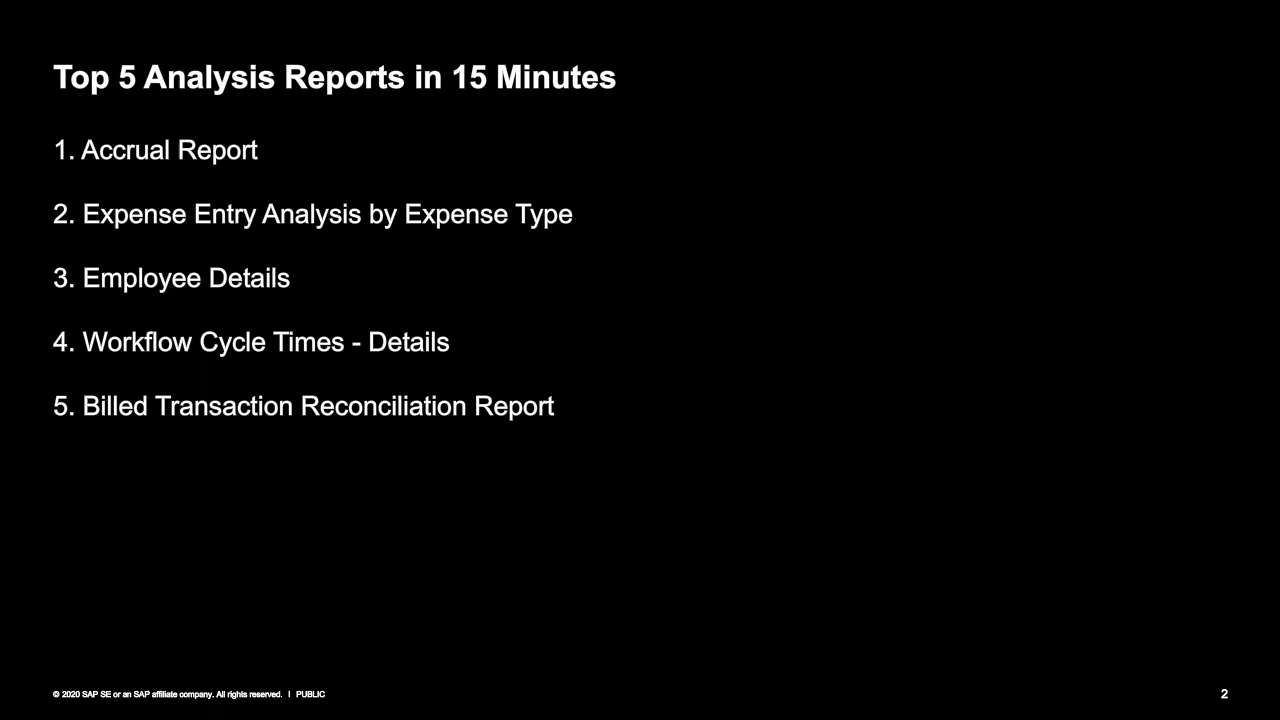 Top 5 Analysis Reports in 15 Minutes
1. Accrual Report
2. Expense Entry Analysis by Expense Type
3. Employee Details
4. Workflow Cycle Times - Details
5. Billed Transaction Reconciliation Report
© 2020 SAP SE or an SAP affiliate company. All rights reserved. | PUBLIC
2